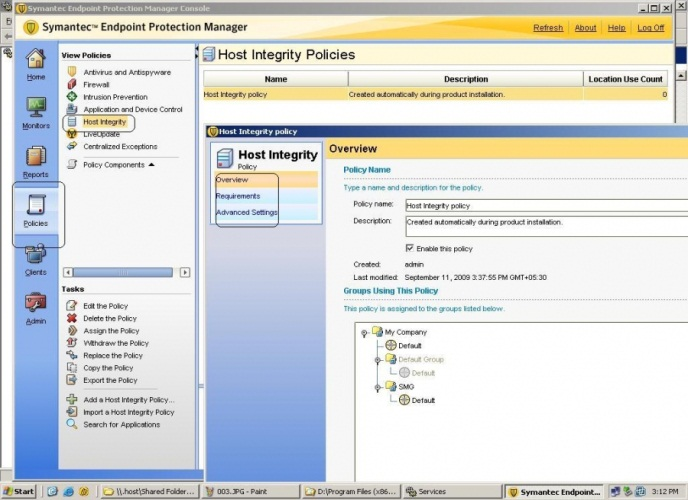 Symantec Endpoint Protection Manager Console
Symantec™ Endpoint Protection Manager
Refresh About Help Log Off
Home
Monitors
Reports
Policies
Clients
Admin
View Policies
Antivirus and Antispyware
Firewall
Intrusion Prevention
Application and Device Control
Host Integrity
LiveUpdate
Centralized Exceptions
Policy Components
Tasks
Edit the Policy
Delete the Policy
Assign the Policy
Withdraw the Policy
Replace the Policy
Copy the Policy
Export the Policy
Add a Host Integrity Policy...
Import a Host Integrity Policy
Search for Applications
Host Integrity Policies
Name Description Location Use Count
Host Integrity policy Created automatically during product installation. 0
Host Integrity policy
Host Integrity
Policy
Overview
Requirements
Advanced Settings
Overview
Policy Name
Type a name and description for the policy.
Policy name: Host Integrity policy
Description: Created automatically during product installation.
Enable this policy
Created: admin
Last modified: September 11, 2009 3:37:55 PM GMT+05:30
Groups Using This Policy
This policy is assigned to the groups listed below.
My Company
Default
Default Group
Default
SMG
Default
Start
\\.host\Shared Folder...
003.JPG - Paint
D:\Program Files (x86...
Services
Symantec Endpoint...
3:12 PM